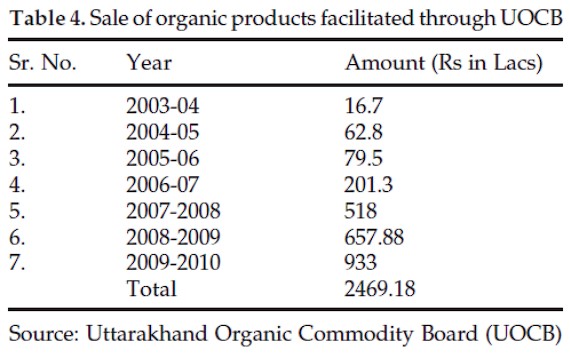 Table 4. Sale of organic products facilitated through UOCB
Sr. No. Year Amount (Rs in Lacs)
1. 2003-04 16.7
2. 2004-05 62.8
3. 2005-06 79.5
4. 2006-07 201.3
5. 2007-2008 518
6. 2008-2009 657.88
7. 2009-2010 933
Total 2469.18
Source: Uttarakhand Organic Commodity Board (UOCB)